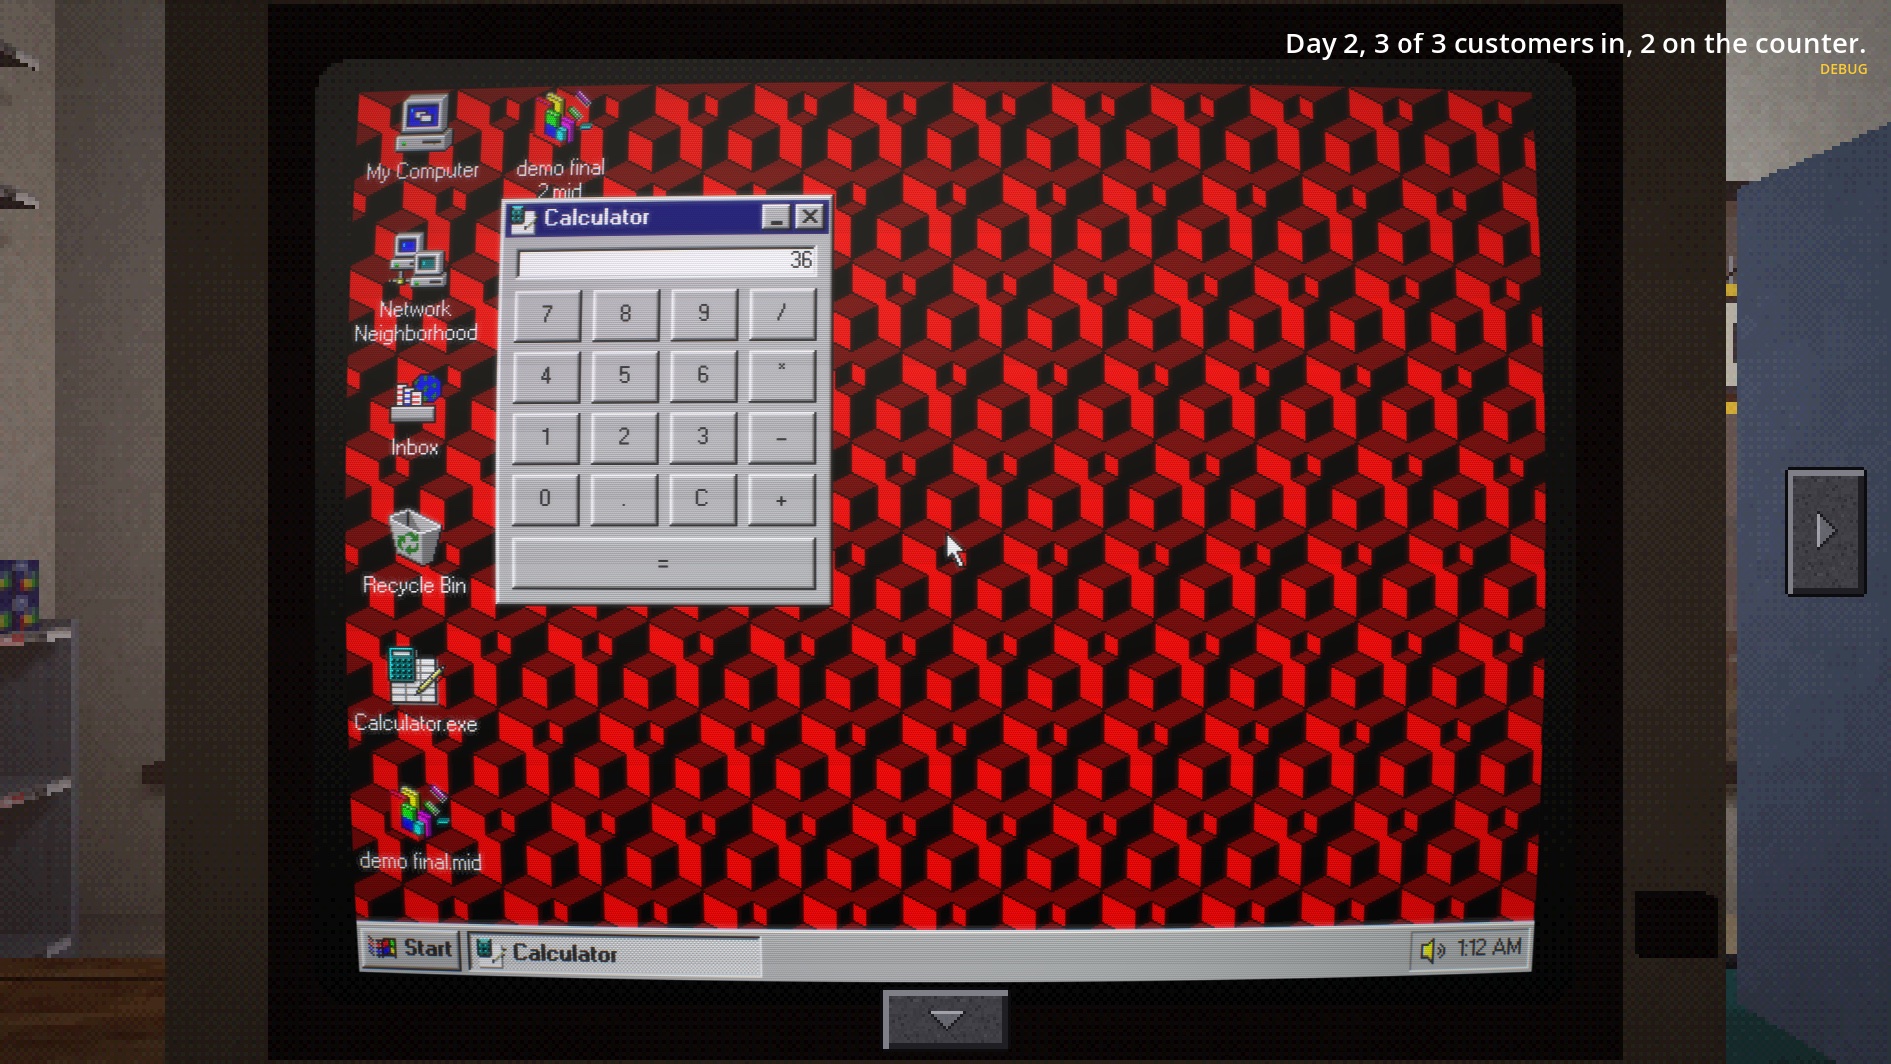 Day 2, 3 of 3 customers in, 2 on the counter.
DEBUG
My Computer
demo final
2.mid
Network
Neighborhood
Inbox
Recycle Bin
Calculator.exe
demo final.mid
Calculator
36
7 8 9 /
4 5 6 *
1 2 3 -
0 . C +
=
Start
Calculator
1:12 AM